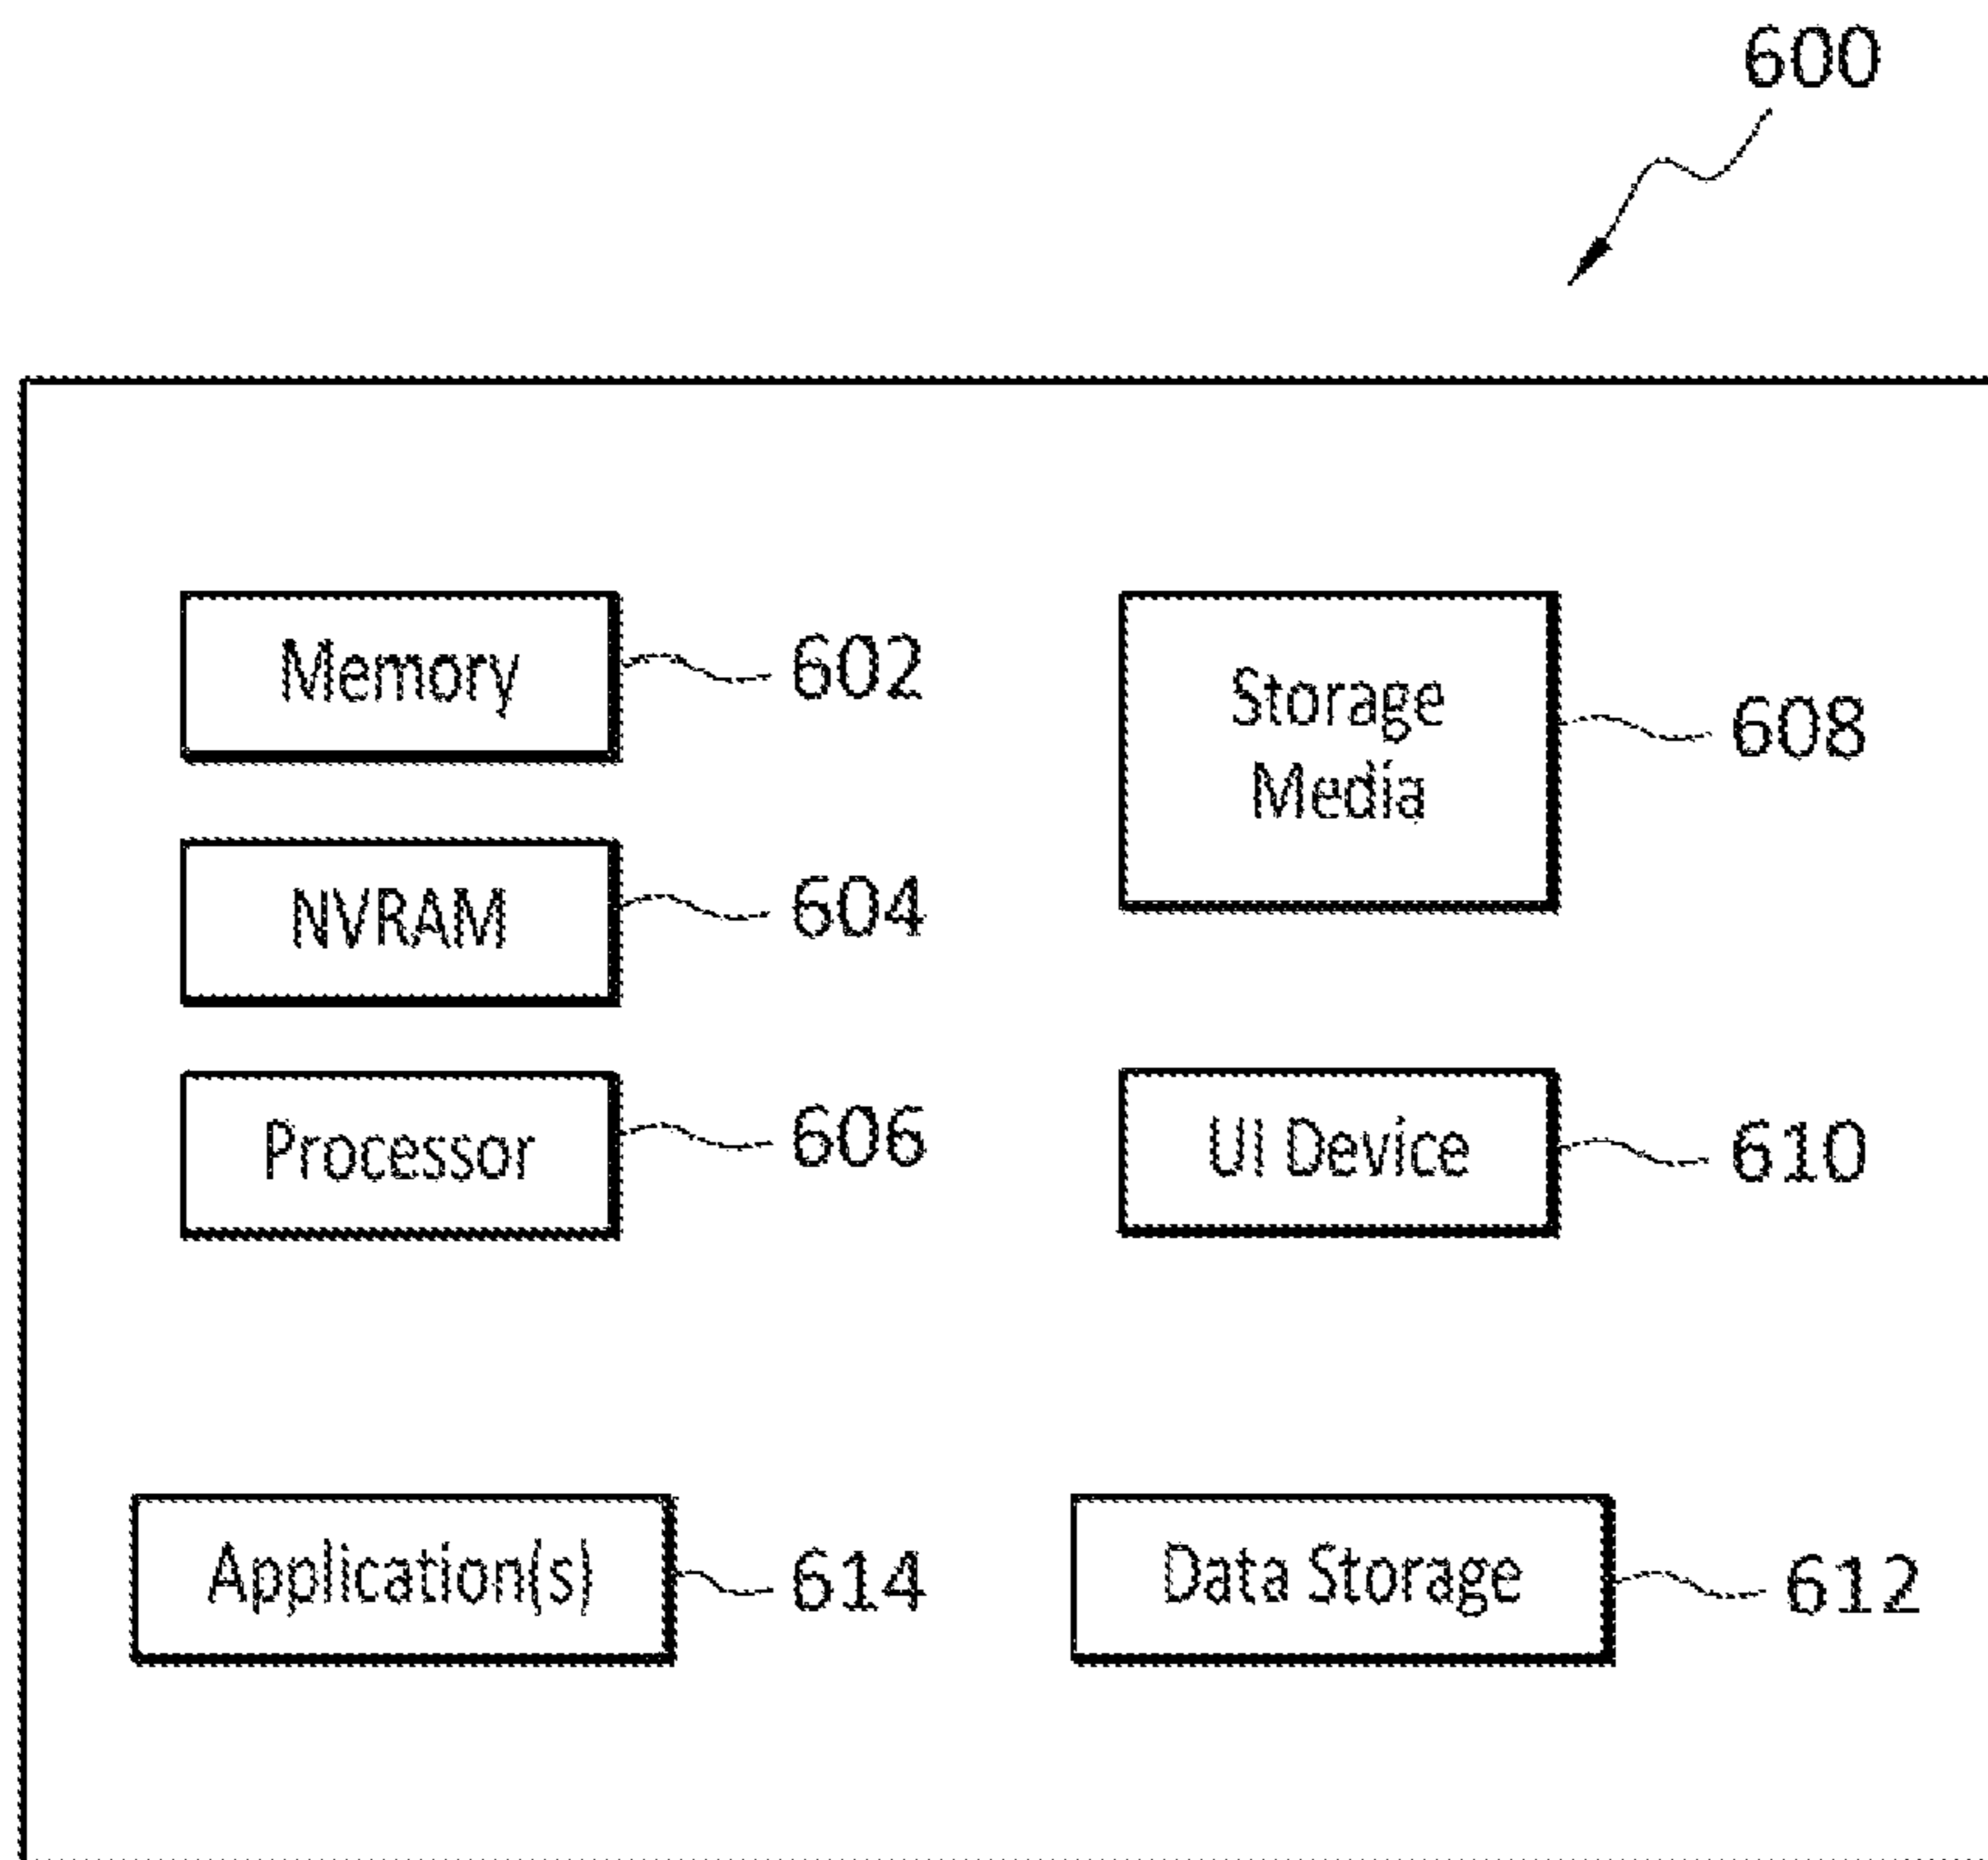 600
Memory
602
Storage
Media
608
NVRAM
604
Processor
606
UI Device
610
Application(s)
614
Data Storage
612